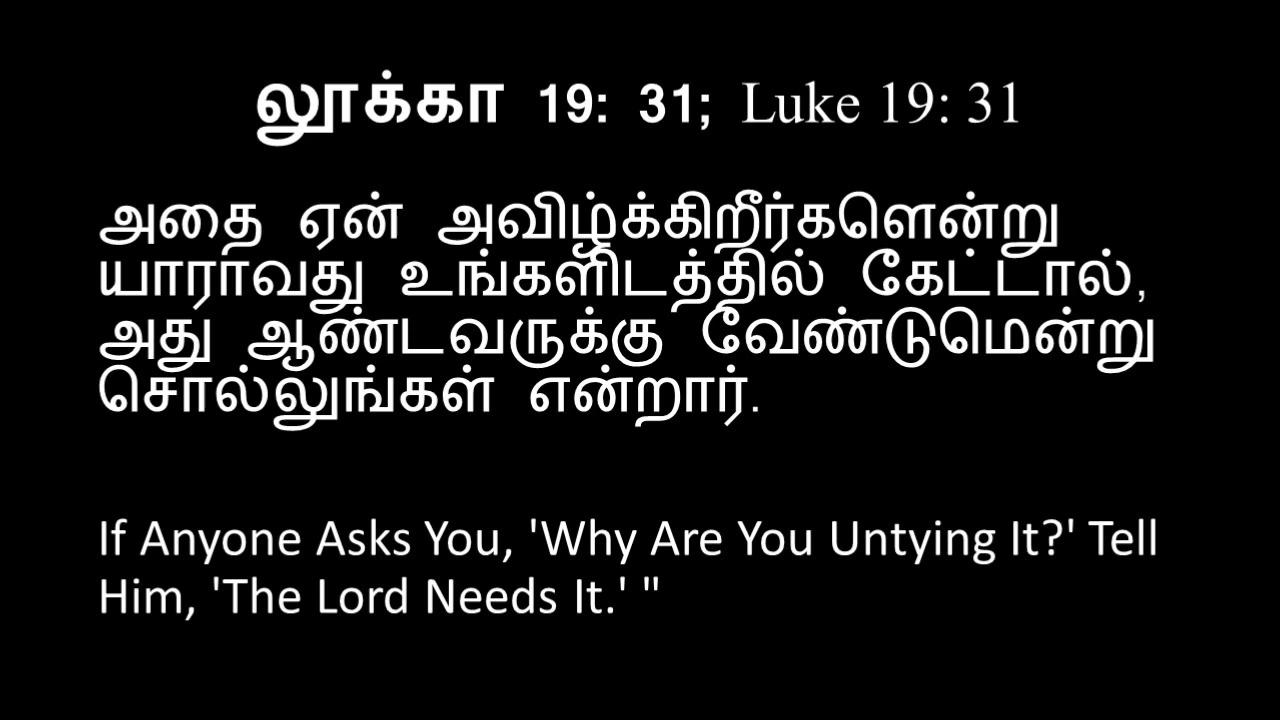 லூக்கா 19: 31; Luke 19: 31
அதை ஏன் அவிழ்க்கிறீர்களென்று
யாராவது உங்களிடத்தில் கேட்டால்,
அது ஆண்டவருக்கு வேண்டுமென்று
சொல்லுங்கள் என்றார்.
If Anyone Asks You, 'Why Are You Untying It?' Tell
Him, 'The Lord Needs It.' "